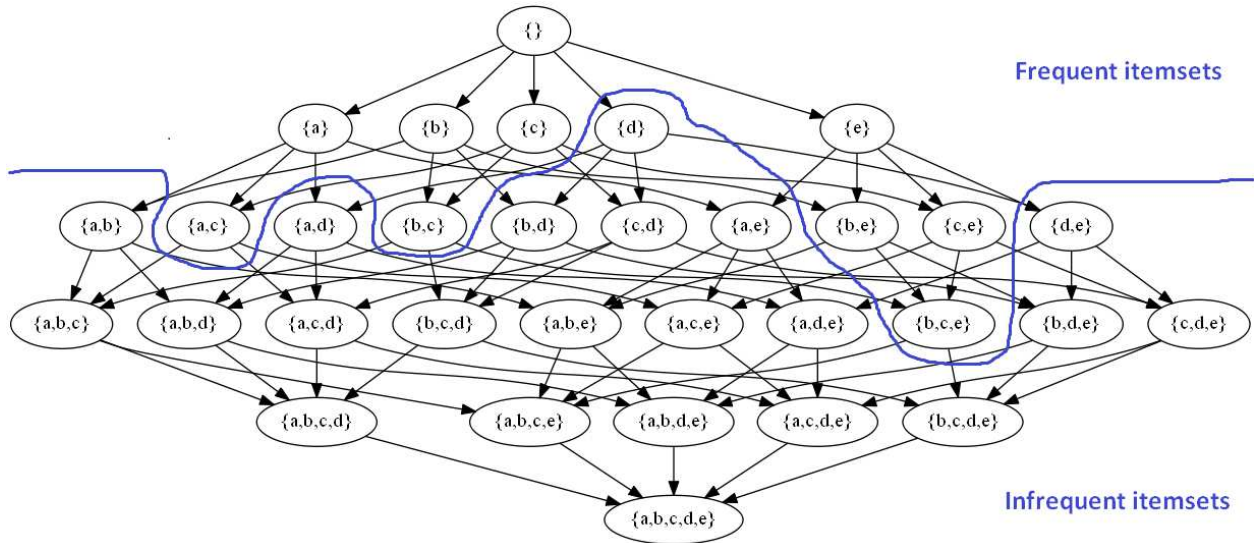 {}
Frequent itemsets
{a} {b} {c} {d} {e}
{a,b} {a,c} {a,d} {b,c} {b,d} {c,d} {a,e} {b,e} {c,e} {d,e}
{a,b,c} {a,b,d} {a,c,d} {b,c,d} {a,b,e} {a,c,e} {a,d,e} {b,c,e} {b,d,e} {c,d,e}
{a,b,c,d} {a,b,c,e} {a,b,d,e} {a,c,d,e} {b,c,d,e}
Infrequent itemsets
{a,b,c,d,e}